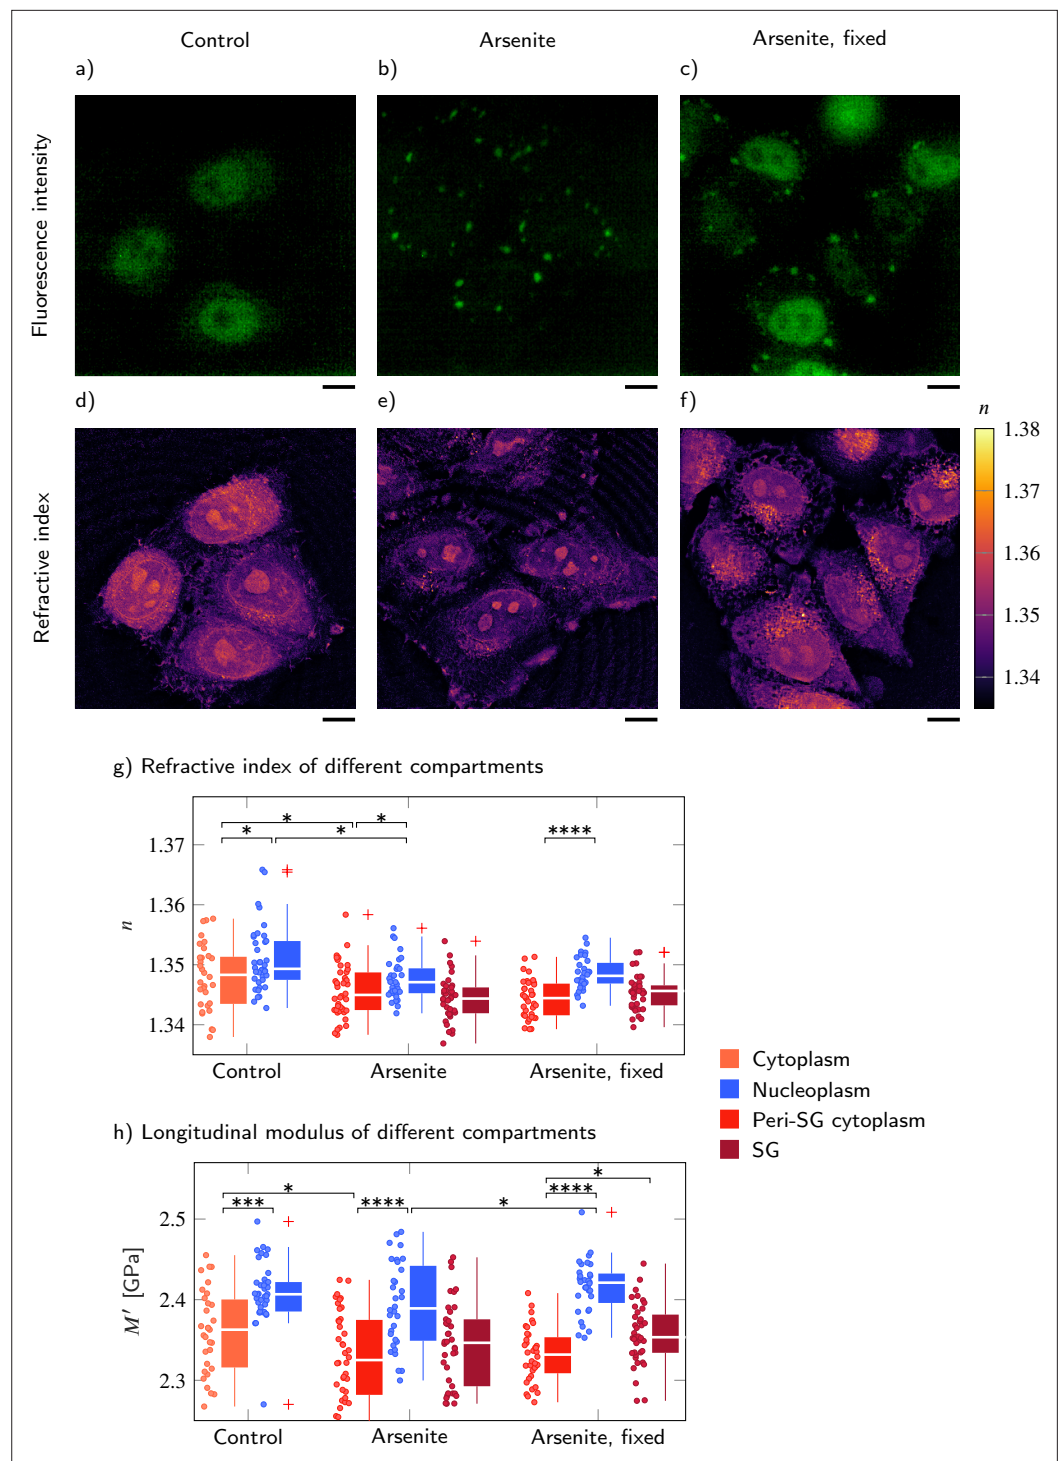 Control Arsenite Arsenite, fixed
a) b) c)
Fluorescence intensity
d) e) f)
n
Refractive index
1.38
1.37
1.36
1.35
1.34
g) Refractive index of different compartments
* * * * ****
1.37
1.36
1.35
1.34
n
Control Arsenite Arsenite, fixed
Cytoplasm
Nucleoplasm
Peri-SG cytoplasm
SG
h) Longitudinal modulus of different compartments
*** * **** * **** *
2.5
2.4
2.3
M′ [GPa]
Control Arsenite Arsenite, fixed